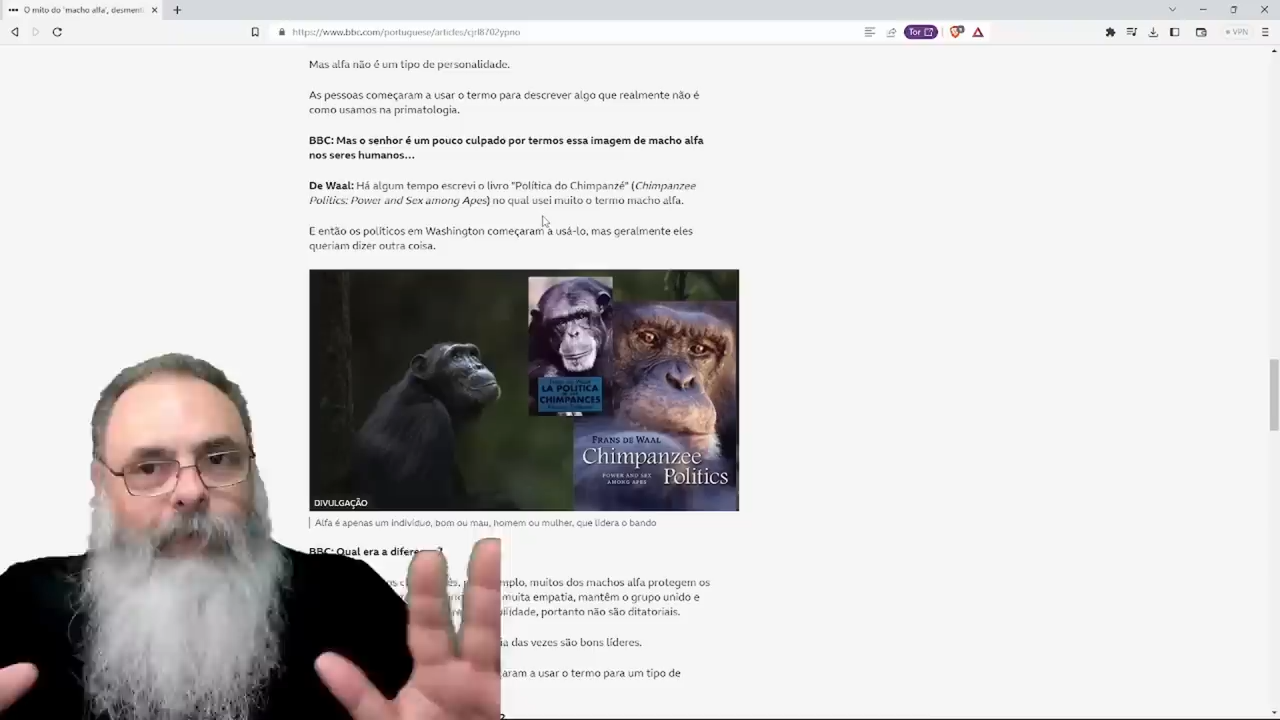 O mito do 'macho alfa', desmenti
https://www.bbc.com/portuguese/articles/cjrl8702ypno
Tor
VPN
Mas alfa não é um tipo de personalidade.
As pessoas começaram a usar o termo para descrever algo que realmente não é
como usamos na primatologia.
BBC: Mas o senhor é um pouco culpado por termos essa imagem de macho alfa
nos seres humanos...
De Waal: Há algum tempo escrevi o livro "Política do Chimpanzé" (Chimpanzee
Politics: Power and Sex among Apes) no qual usei muito o termo macho alfa.
E então os políticos em Washington começaram a usá-lo, mas geralmente eles
queriam dizer outra coisa.
LA POLÍTICA
CHIMPANCES
FRANS DE WAAL
Chimpanzee
Politics
POWER AND SEX
AMONG APES
DIVULGAÇÃO
Alfa é apenas um indivíduo, bom ou mau, homem ou mulher, que lidera o bando
BBC: Qual era a
muitos dos machos alfa protegem os
muita empatia, mantêm o grupo unido e
portanto não são ditatoriais.
das vezes são bons líderes.
a usar o termo para um tipo de